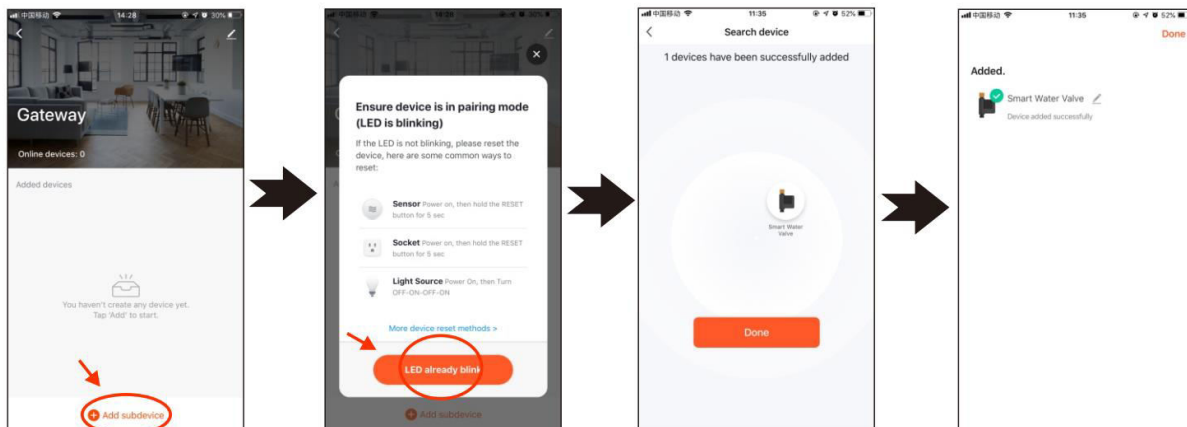 中国移动
14:28
30%
Gateway
Online devices: 0
Added devices
You haven't create any device yet.
Tap 'Add' to start.
Add subdevice
Ensure device is in pairing mode
(LED is blinking)
If the LED is not blinking, please reset the
device, here are some common ways to
reset:
Sensor Power on, then hold the RESET
button for 5 sec
Socket Power on, then hold the RESET
button for 5 sec
Light Source Power On, then Turn
OFF-ON-OFF-ON
More device reset methods >
LED already blink
Add subdevice
中国移动
11:35
52%
Search device
1 devices have been successfully added
Smart Water
Valve
Done
中国移动
11:35
52%
Done
Added.
Smart Water Valve
Device added successfully